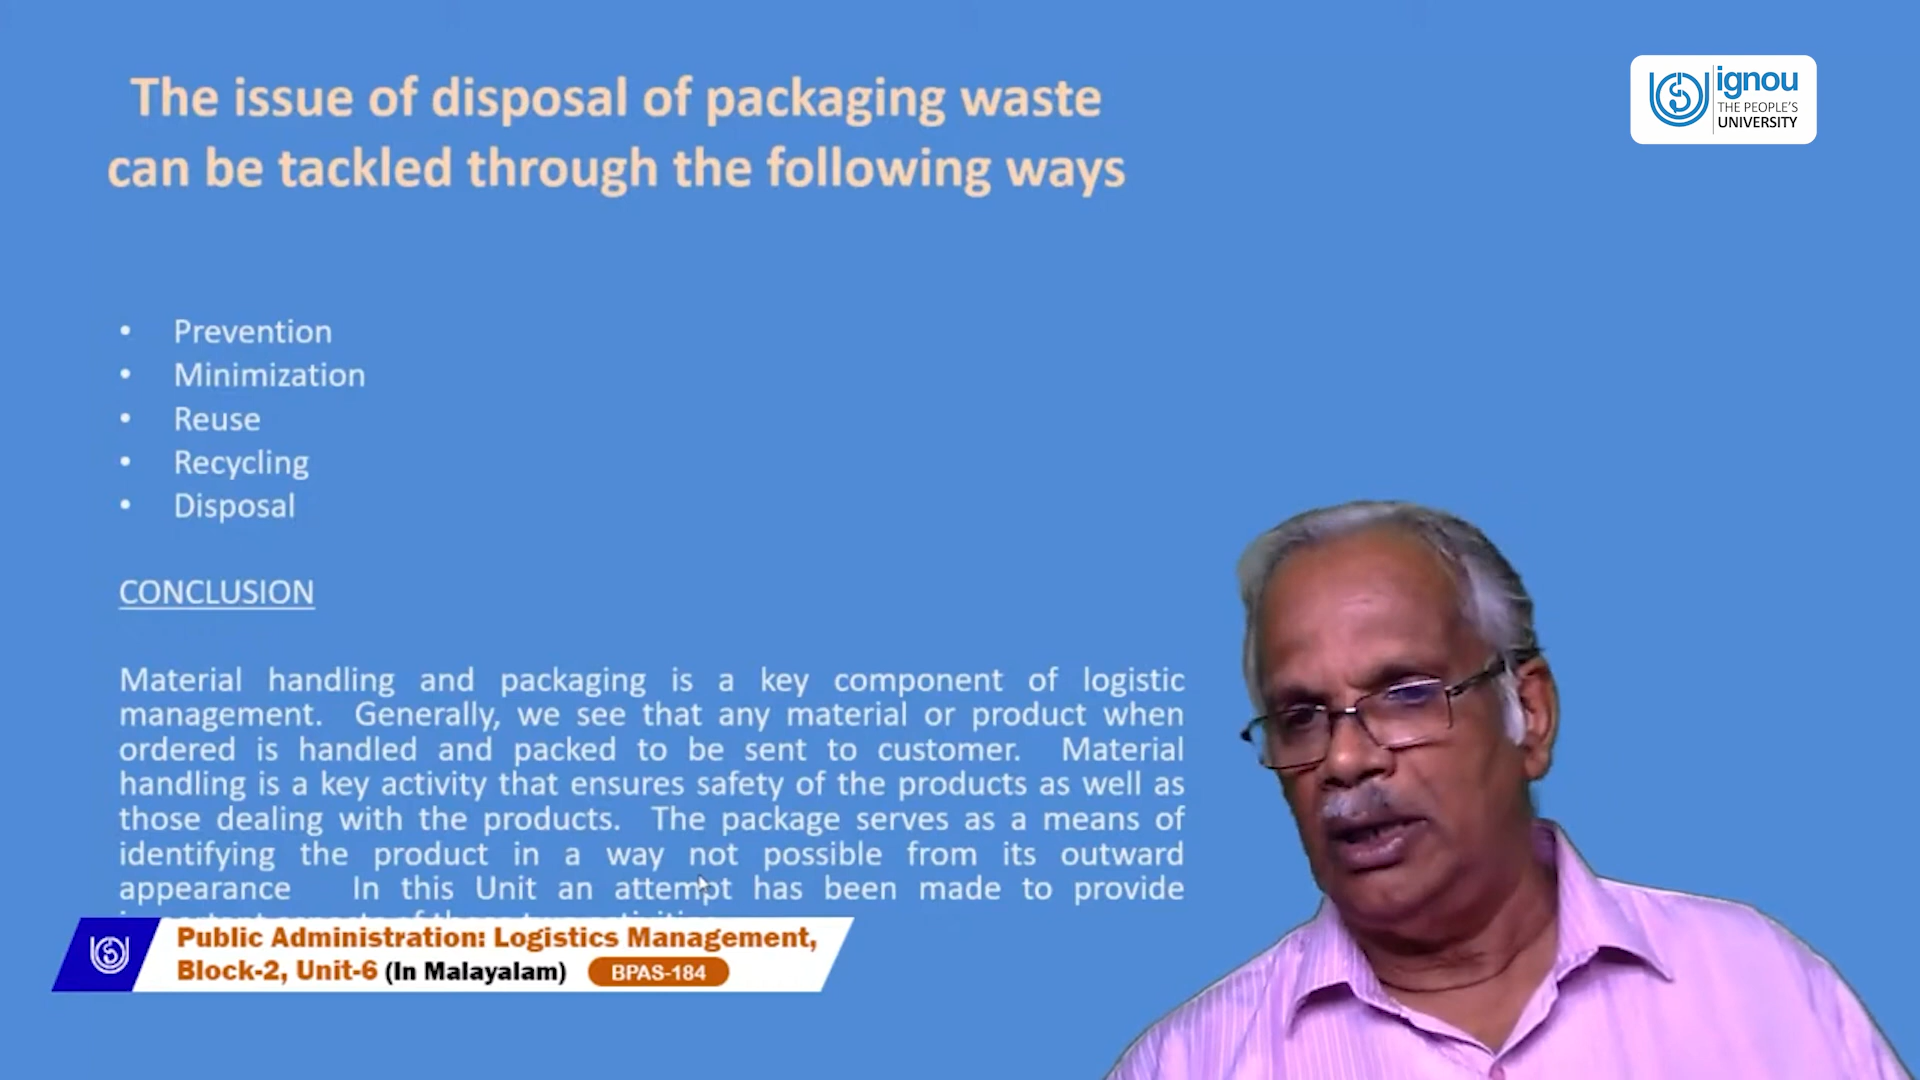 The issue of disposal of packaging waste
can be tackled through the following ways
ignou
THE PEOPLE'S
UNIVERSITY
• Prevention
• Minimization
• Reuse
• Recycling
• Disposal
CONCLUSION
Material handling and packaging is a key component of logistic
management. Generally, we see that any material or product when
ordered is handled and packed to be sent to customer. Material
handling is a key activity that ensures safety of the products as well as
those dealing with the products. The package serves as a means of
identifying the product in a way not possible from its outward
appearance In this Unit an attempt has been made to provide
Public Administration: Logistics Management,
Block-2, Unit-6 (In Malayalam) BPAS-184